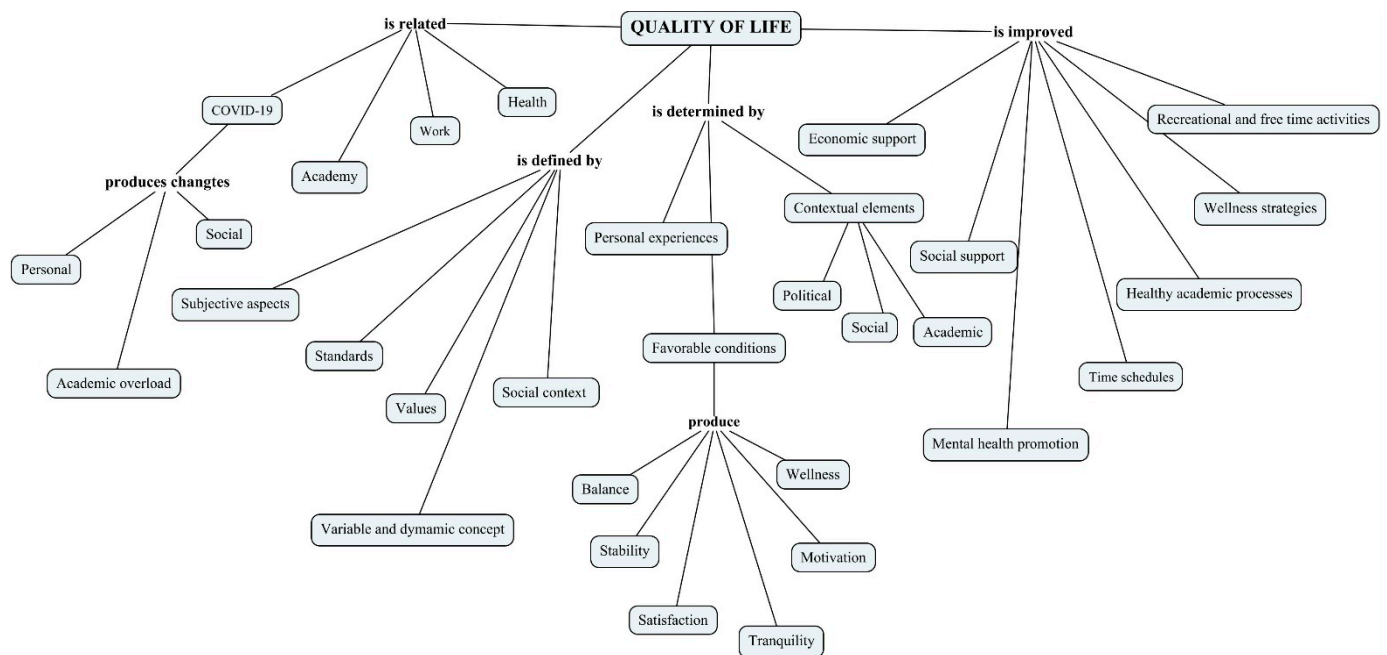 QUALITY OF LIFE
is related
COVID-19
produces changtes
Personal
Social
Academic overload
Academy
Work
Health
is defined by
Subjective aspects
Standards
Values
Variable and dymamic concept
Social context
is determined by
Personal experiences
Favorable conditions
produce
Balance
Stability
Satisfaction
Tranquility
Motivation
Wellness
Contextual elements
Political
Social
Academic
is improved
Economic support
Social support
Mental health promotion
Time schedules
Healthy academic processes
Wellness strategies
Recreational and free time activities